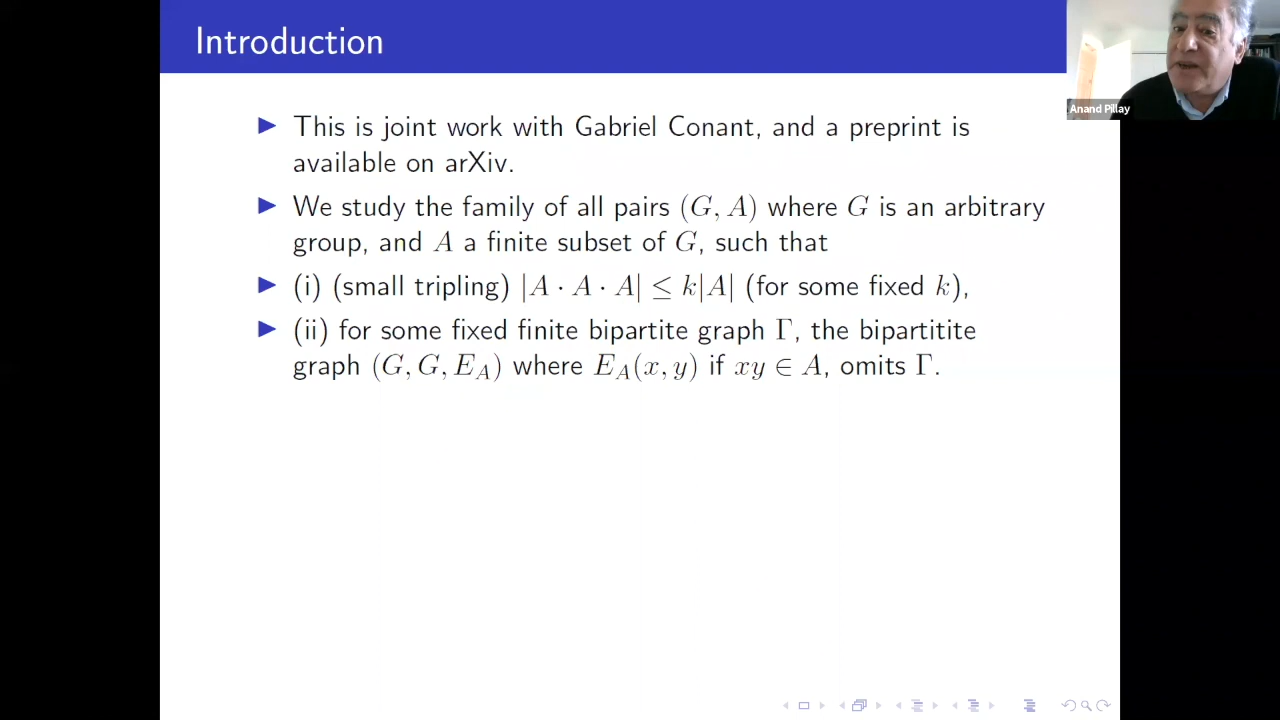 Introduction
Anand Pillay
▶ This is joint work with Gabriel Conant, and a preprint is
available on arXiv.
▶ We study the family of all pairs (G, A) where G is an arbitrary
group, and A a finite subset of G, such that
▶ (i) (small tripling) |A · A · A| ≤ k|A| (for some fixed k),
▶ (ii) for some fixed finite bipartite graph Γ, the bipartitite
graph (G, G, E_A) where E_A(x, y) if xy ∈ A, omits Γ.